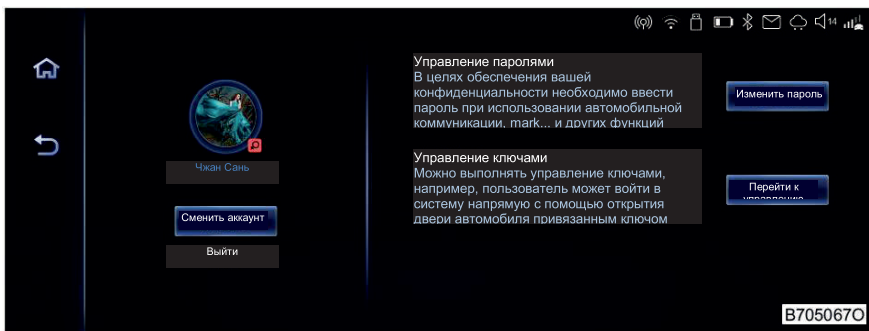 14
Управление паролями
В целях обеспечения вашей
конфиденциальности необходимо ввести
пароль при использовании автомобильной
коммуникации, mark... и других функций
Изменить пароль
Чжан Сань
Управление ключами
Можно выполнять управление ключами,
например, пользователь может войти в
систему напрямую с помощью открытия
двери автомобиля привязанным ключом
Перейти к
управлению
Сменить аккаунт
Выйти
B705067O